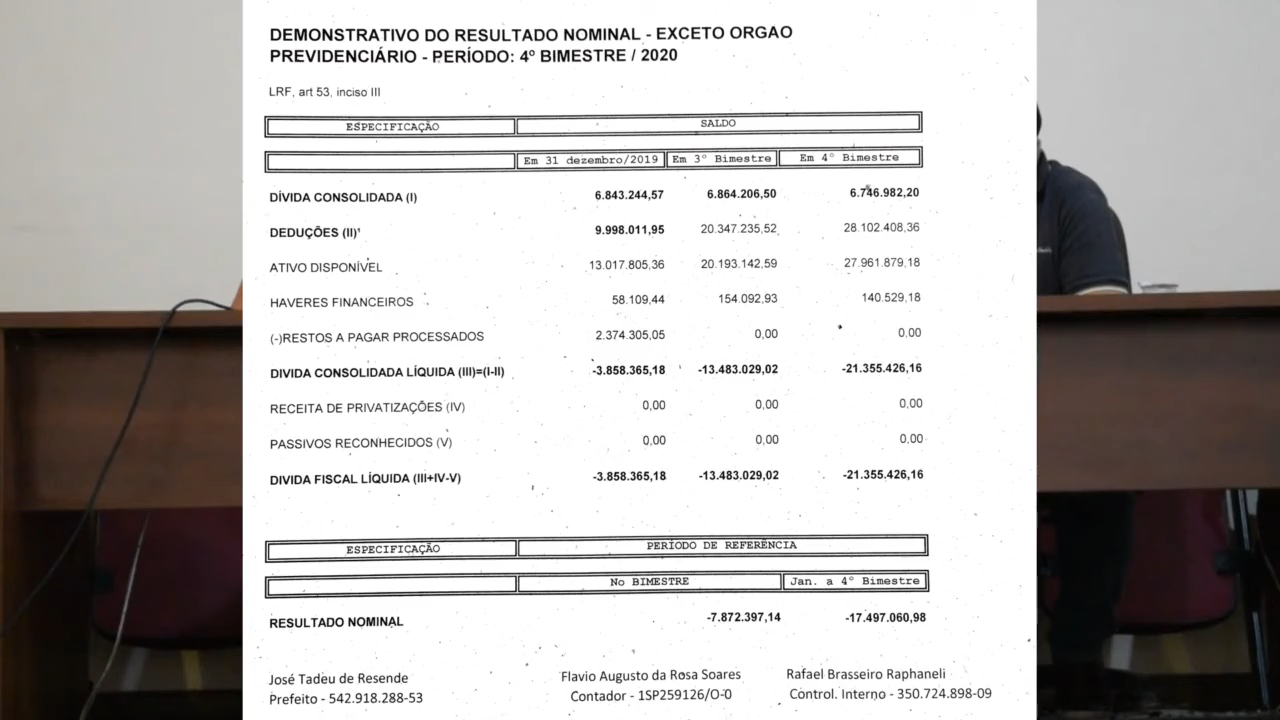 DEMONSTRATIVO DO RESULTADO NOMINAL - EXCETO ORGAO
PREVIDENCIÁRIO - PERÍODO: 4º BIMESTRE / 2020
LRF, art 53, inciso III
ESPECIFICAÇÃO SALDO
Em 31 dezembro/2019 Em 3º Bimestre Em 4º Bimestre
DÍVIDA CONSOLIDADA (I) 6.843.244,57 6.864.206,50 6.746.982,20
DEDUÇÕES (II)¹ 9.998.011,95 20.347.235,52 28.102.408,36
ATIVO DISPONÍVEL 13.017.805,36 20.193.142,59 27.961.879,18
HAVERES FINANCEIROS 58.109,44 154.092,93 140.529,18
(-)RESTOS A PAGAR PROCESSADOS 2.374.305,05 0,00 0,00
DIVIDA CONSOLIDADA LÍQUIDA (III)=(I-II) -3.858.365,18 -13.483.029,02 -21.355.426,16
RECEITA DE PRIVATIZAÇÕES (IV) 0,00 0,00 0,00
PASSIVOS RECONHECIDOS (V) 0,00 0,00 0,00
DIVIDA FISCAL LÍQUIDA (III+IV-V) -3.858.365,18 -13.483.029,02 -21.355.426,16
ESPECIFICAÇÃO PERÍODO DE REFERÊNCIA
No BIMESTRE Jan. a 4º Bimestre
RESULTADO NOMINAL -7.872.397,14 -17.497.060,98
José Tadeu de Resende Flavio Augusto da Rosa Soares Rafael Brasseiro Raphaneli
Prefeito - 542.918.288-53 Contador - 1SP259126/O-0 Control. Interno - 350.724.898-09